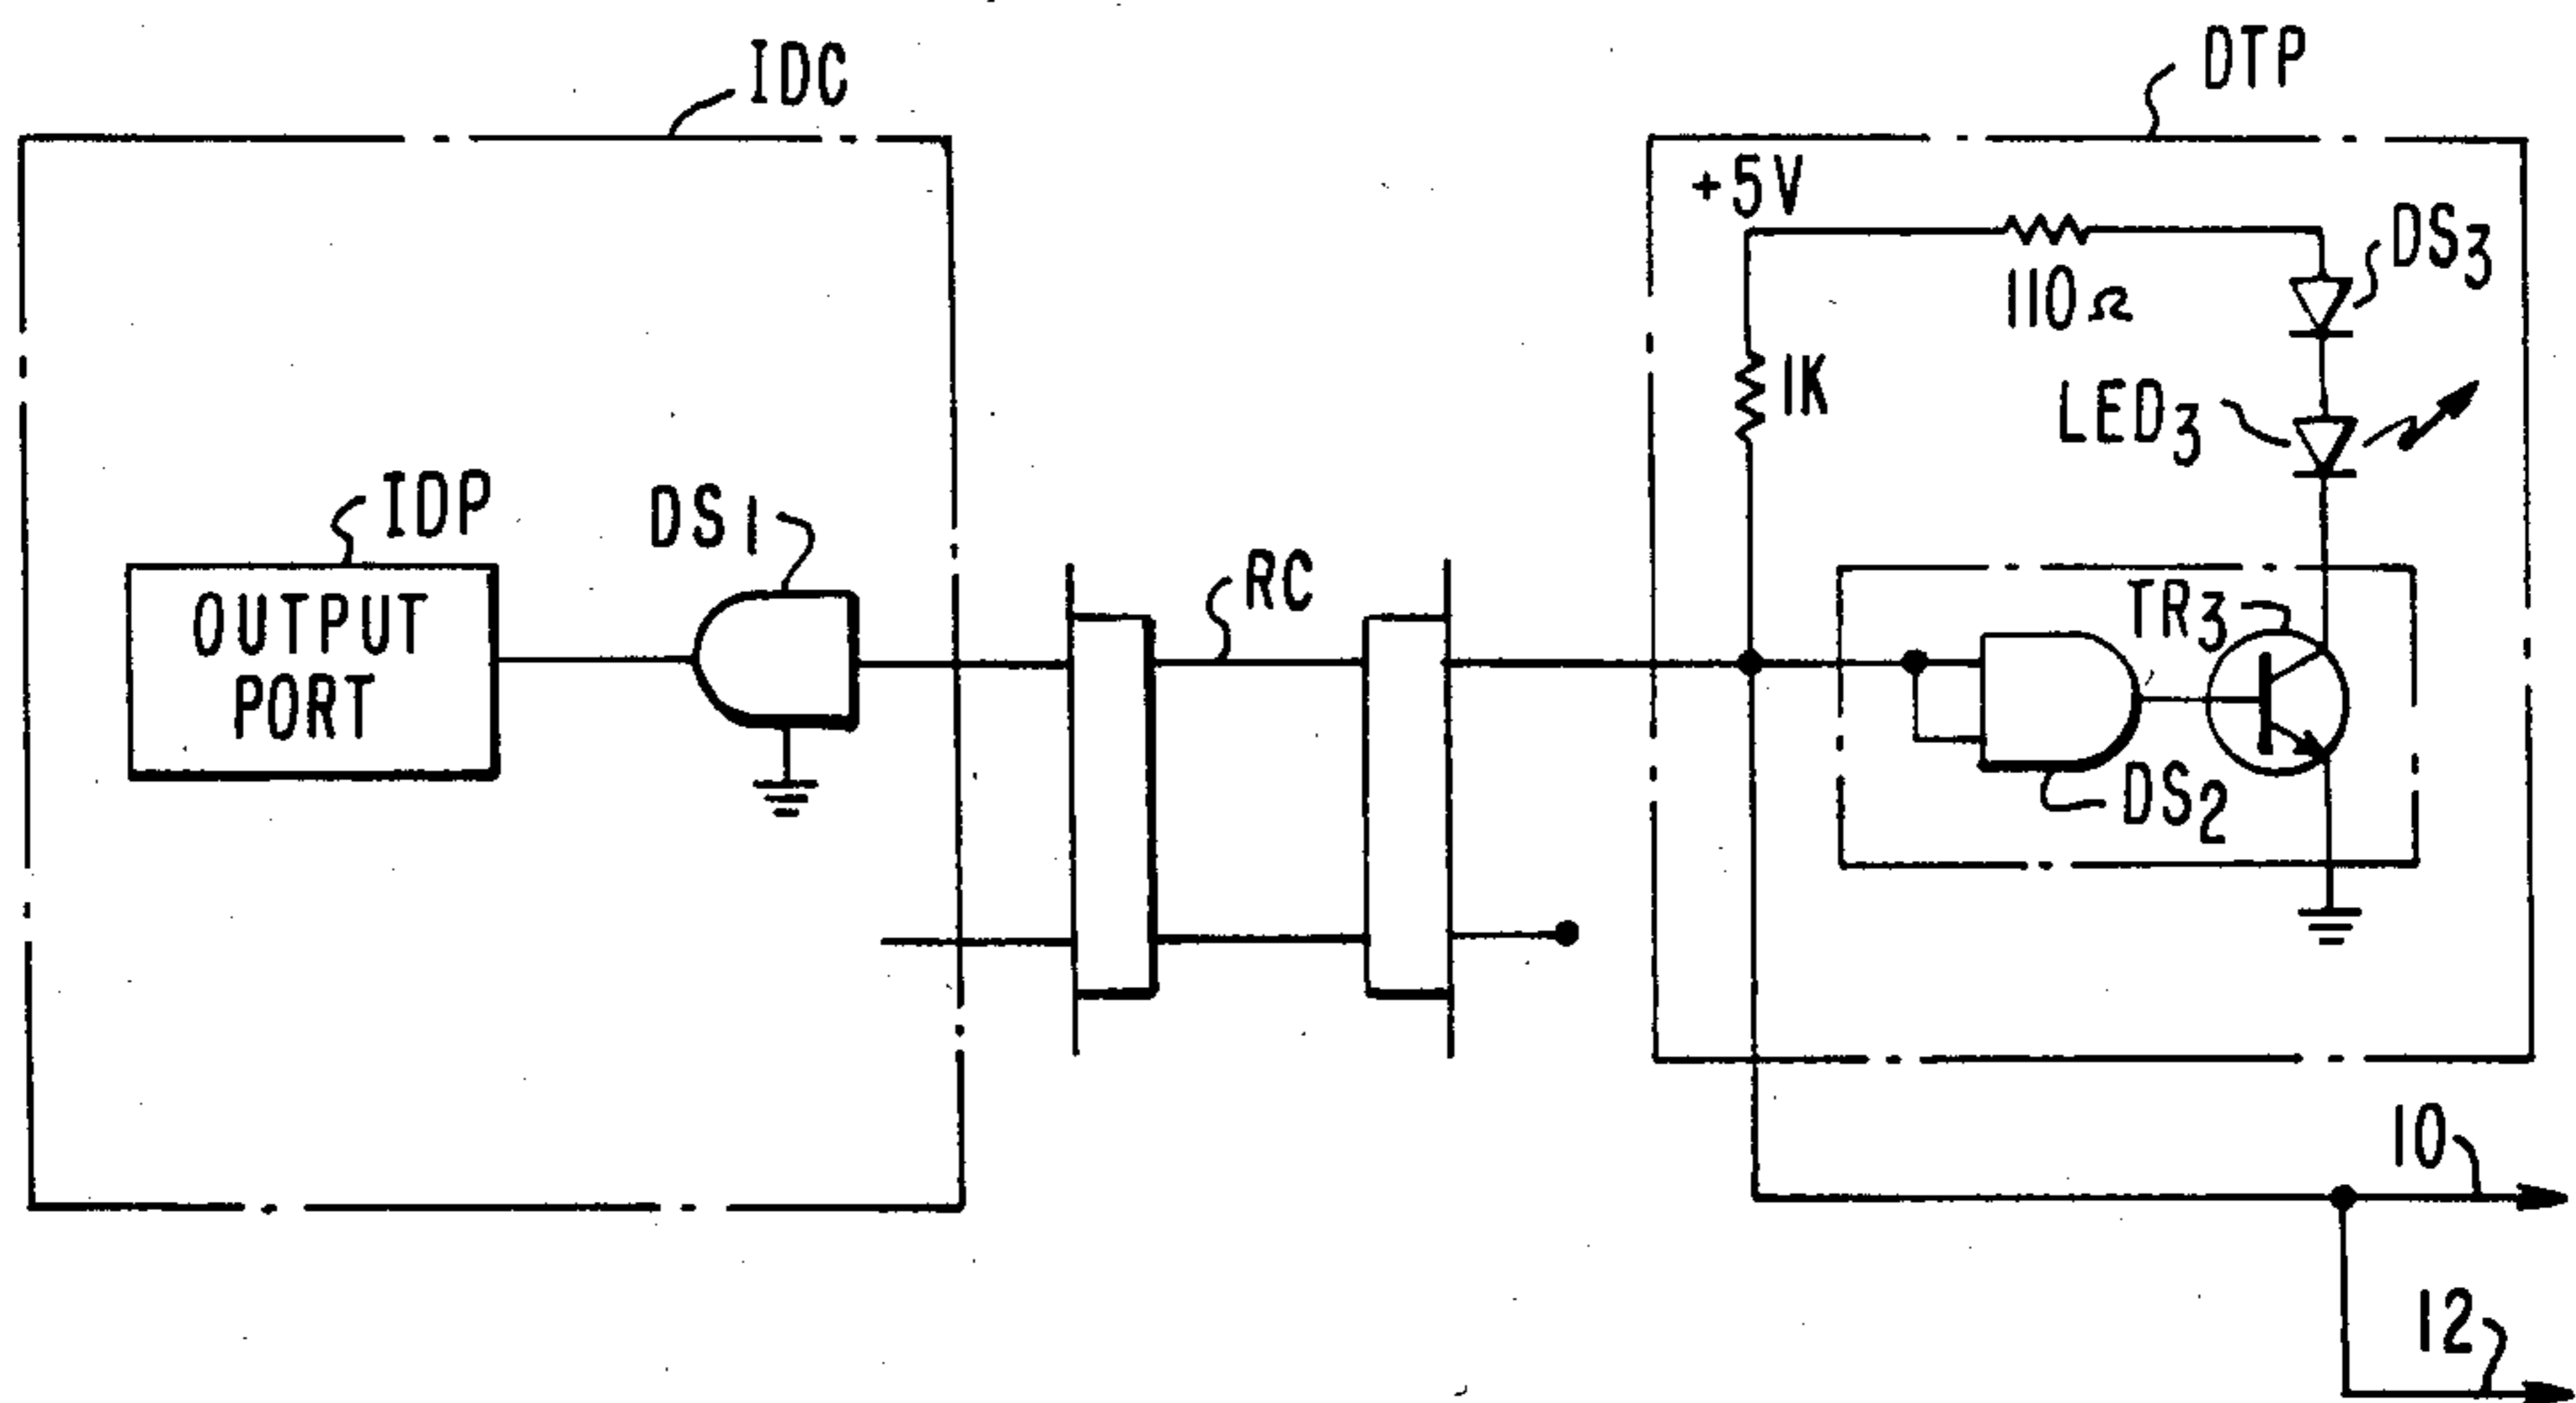 IDC
DTP
+5V
DS3
110Ω
1K
LED3
IDP
DS1
RC
TR3
OUTPUT
PORT
DS2
10
12